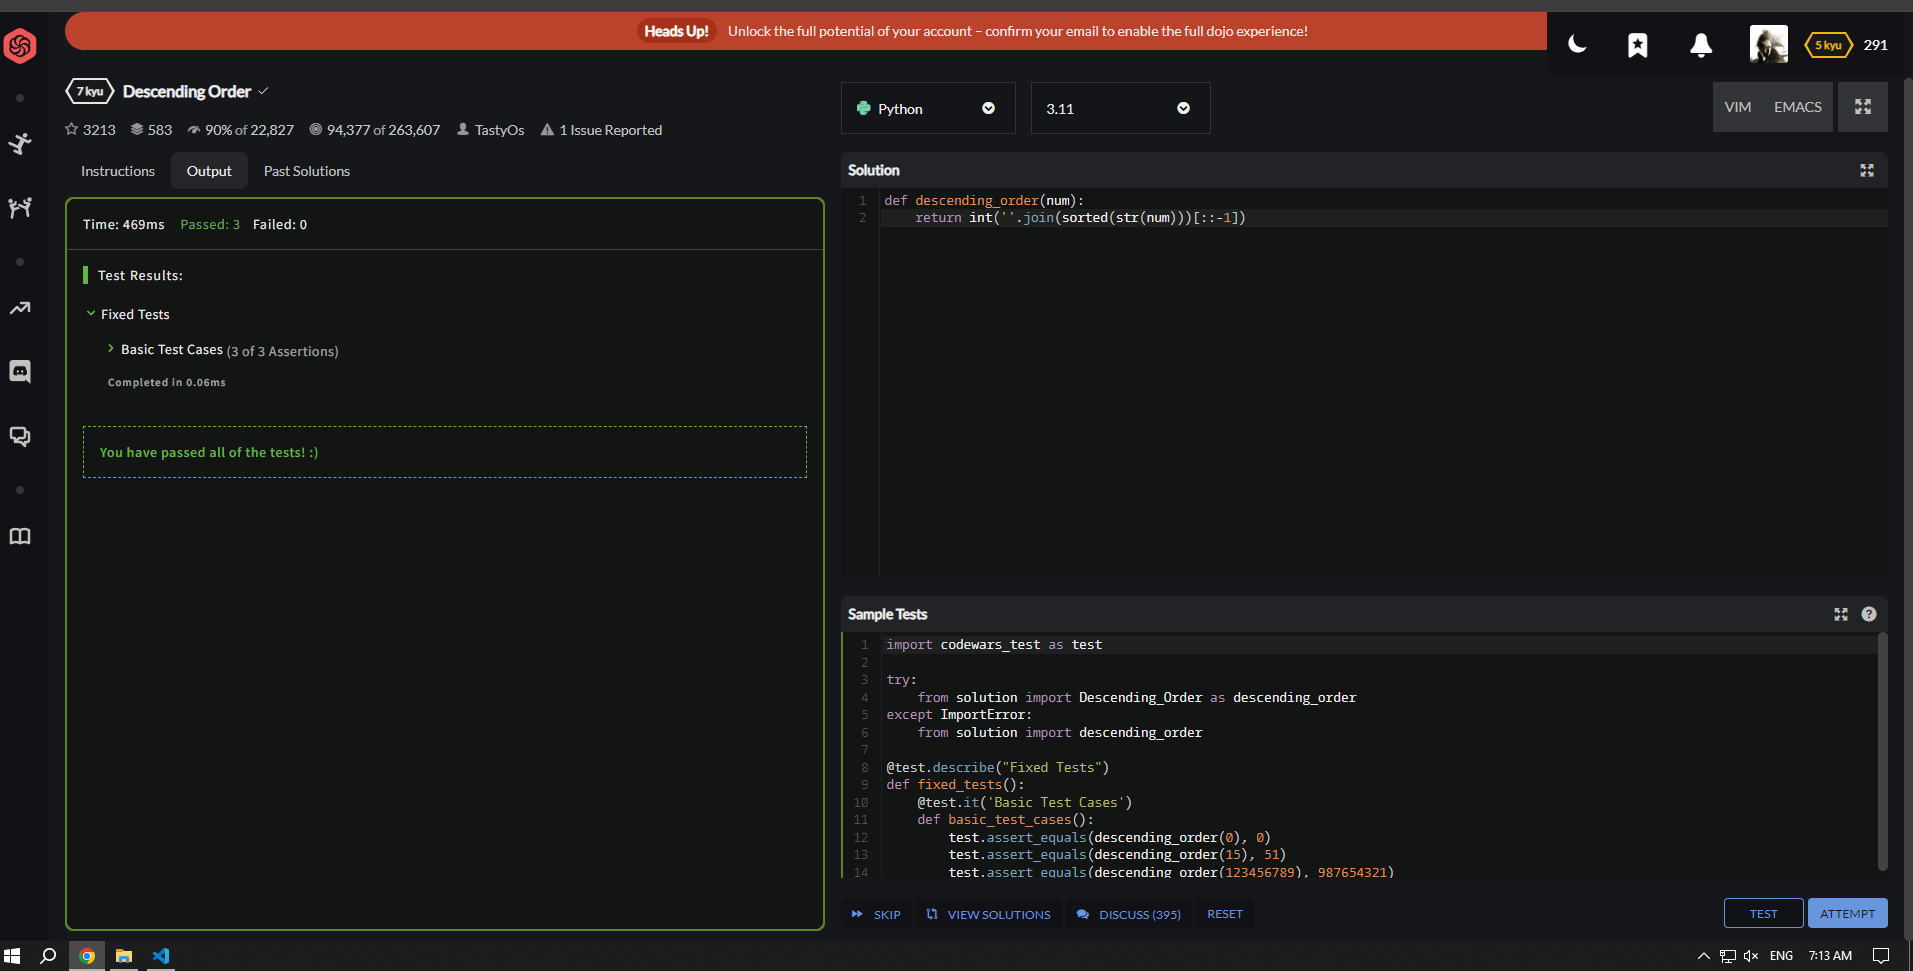 Heads Up! Unlock the full potential of your account – confirm your email to enable the full dojo experience!
5 kyu 291
7 kyu Descending Order
3213 583 90% of 22,827 94,377 of 263,607 TastyOs 1 Issue Reported
Instructions Output Past Solutions
Time: 469ms Passed: 3 Failed: 0
Test Results:
Fixed Tests
Basic Test Cases (3 of 3 Assertions)
Completed in 0.06ms
You have passed all of the tests! :)
Python 3.11 VIM EMACS
Solution
1 def descending_order(num):
2     return int(''.join(sorted(str(num)))[::-1])
Sample Tests
1 import codewars_test as test
2
3 try:
4     from solution import Descending_Order as descending_order
5 except ImportError:
6     from solution import descending_order
7
8 @test.describe("Fixed Tests")
9 def fixed_tests():
10     @test.it('Basic Test Cases')
11     def basic_test_cases():
12         test.assert_equals(descending_order(0), 0)
13         test.assert_equals(descending_order(15), 51)
14         test.assert_equals(descending_order(123456789), 987654321)
SKIP VIEW SOLUTIONS DISCUSS (395) RESET TEST ATTEMPT
ENG 7:13 AM